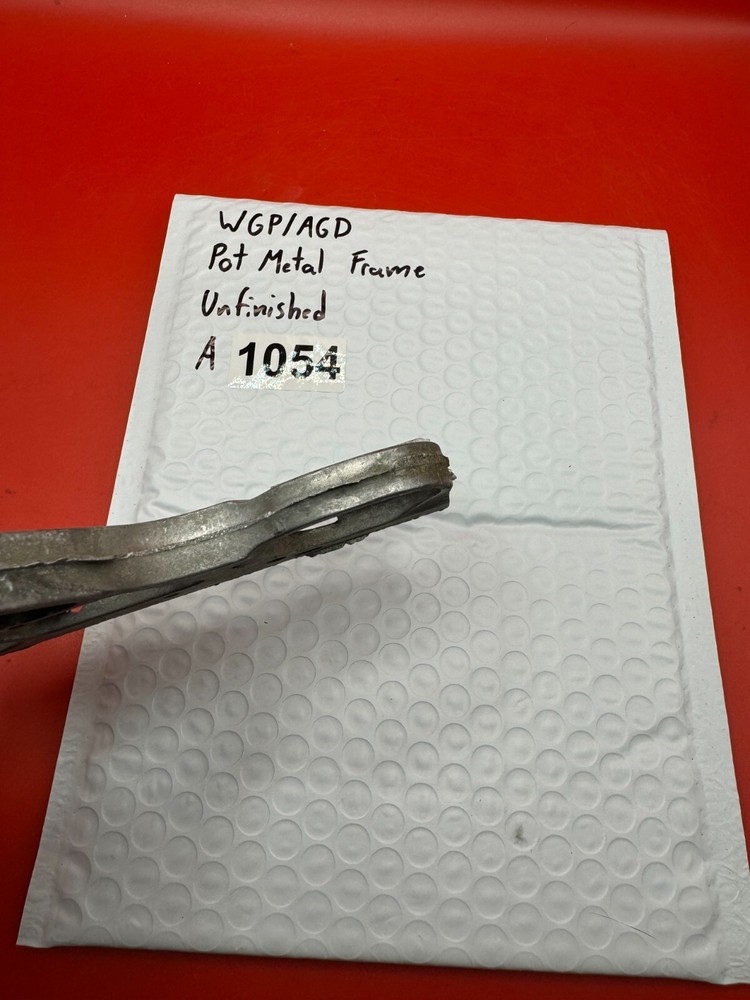 WGP/AGD
Pot Metal Frame
Unfinished
A 1054